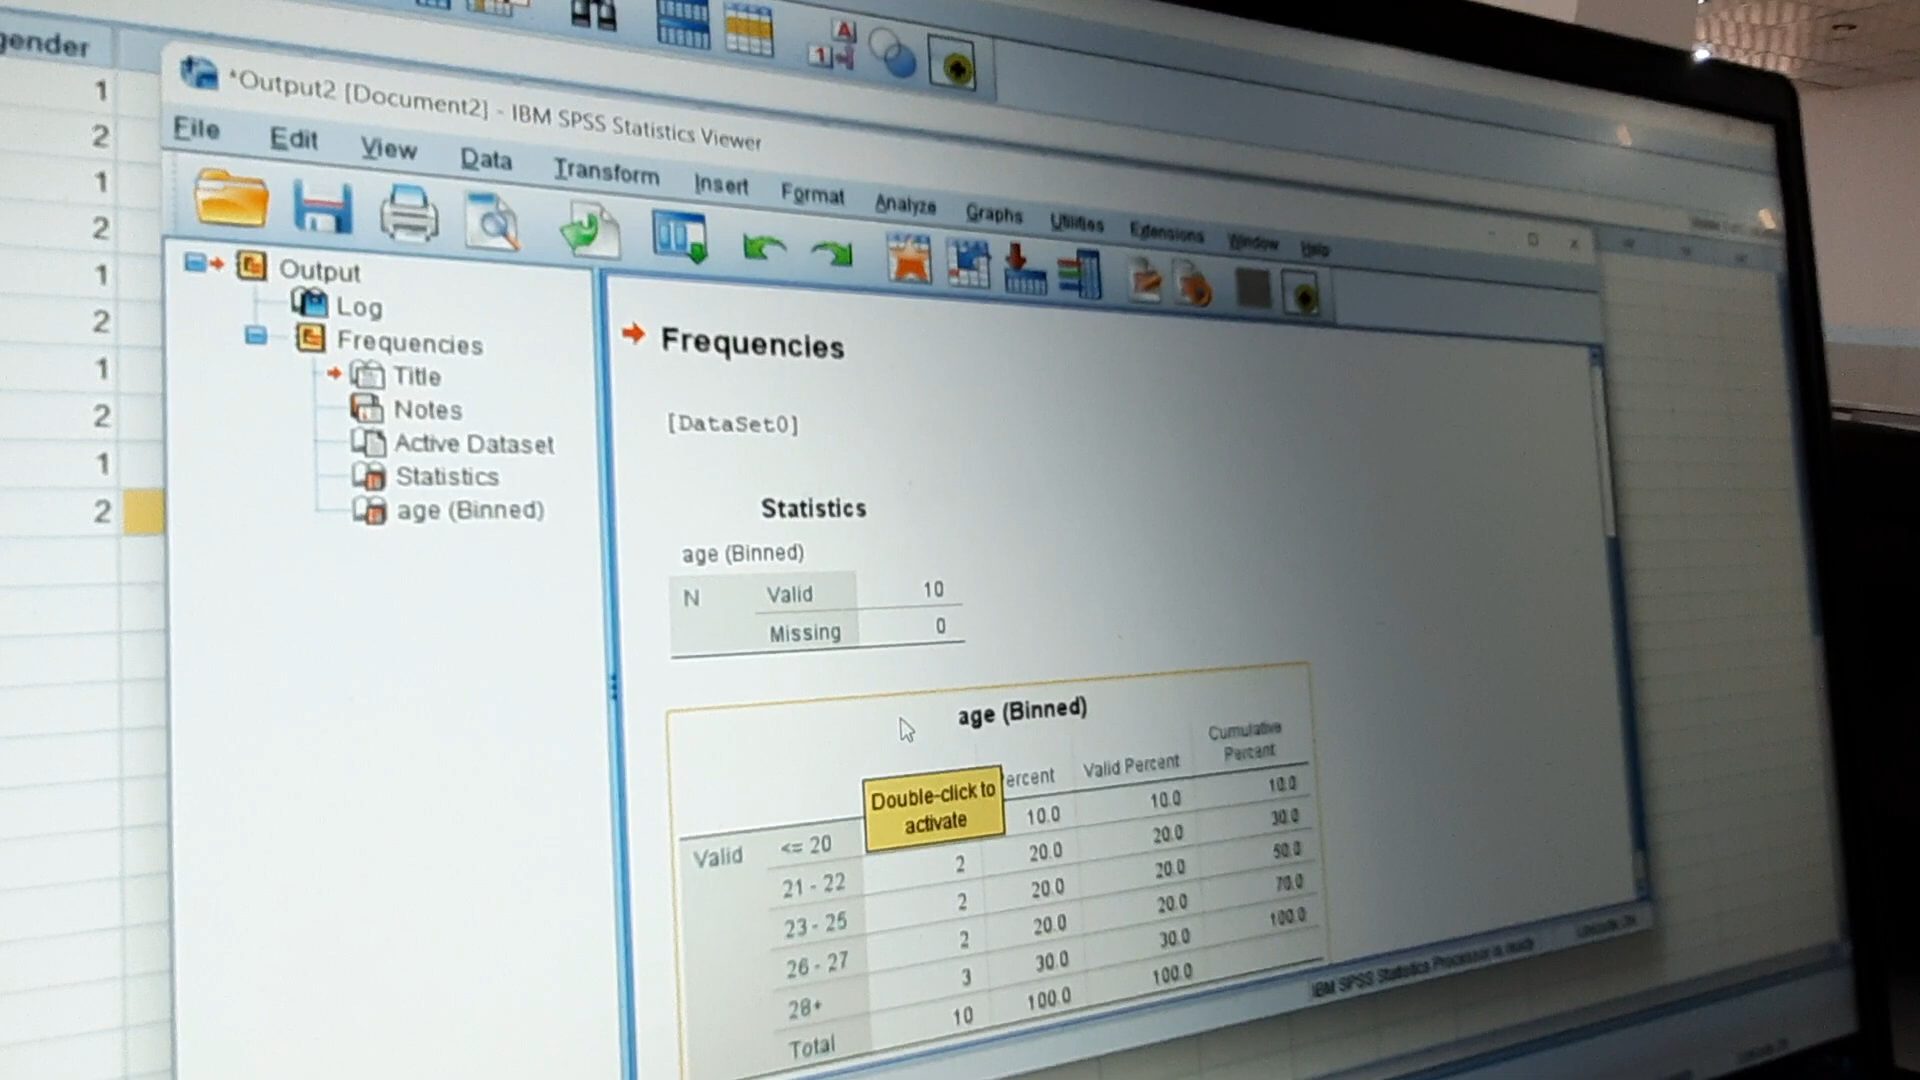 gender
1
2
1
2
1
2
1
2
1
2
*Output2 [Document2] - IBM SPSS Statistics Viewer
File Edit View Data Transform Insert Format Analyze Graphs Utilities Extensions Window Help
Output
Log
Frequencies
Title
Notes
Active Dataset
Statistics
age (Binned)
Frequencies
[DataSet0]
Statistics
age (Binned)
N Valid 10
Missing 0
age (Binned)
ercent Valid Percent Cumulative Percent
Double-click to
activate
Valid <= 20 10.0 10.0 10.0
21 - 22 2 20.0 20.0 30.0
23 - 25 2 20.0 20.0 50.0
26 - 27 2 20.0 20.0 70.0
28+ 3 30.0 30.0 100.0
Total 10 100.0 100.0
IBM SPSS Statistics Processor is ready